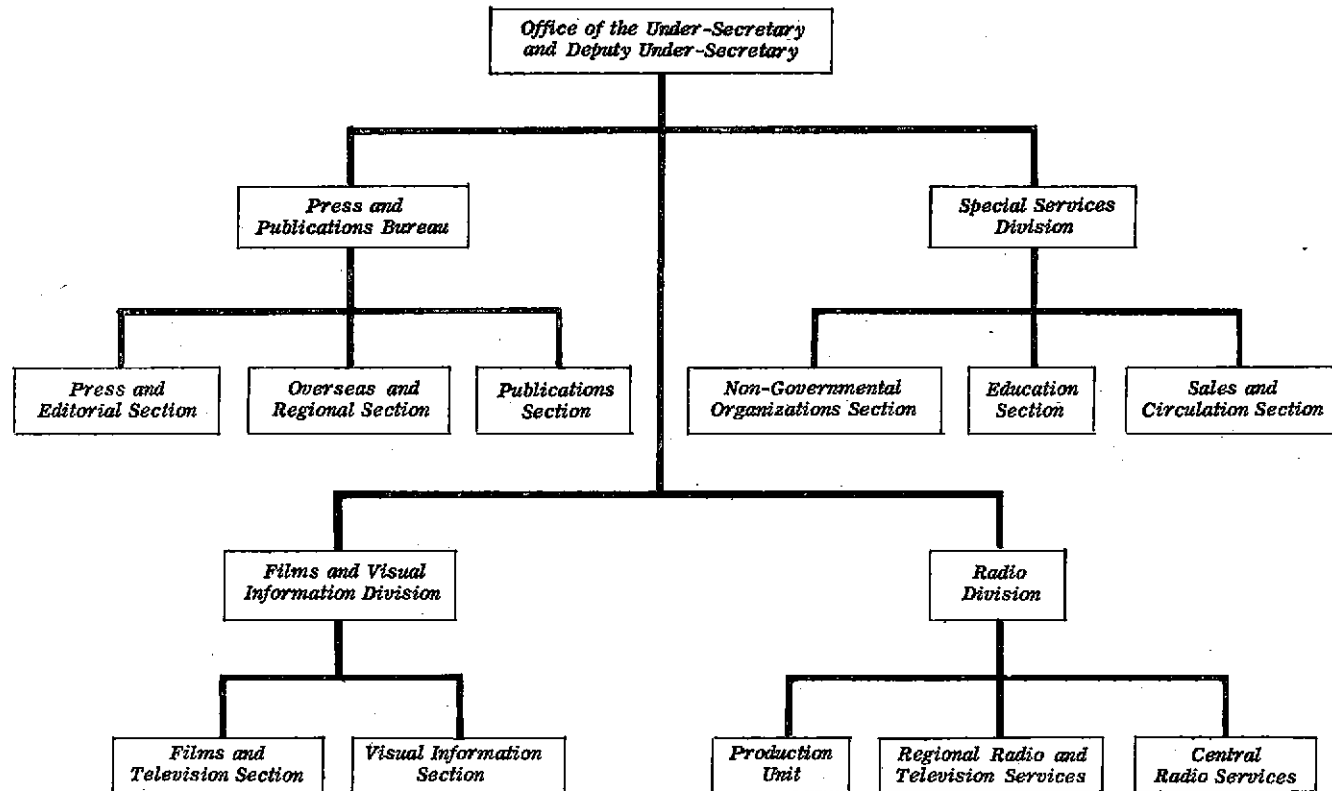 Office of the Under-Secretary
and Deputy Under-Secretary
Press and
Publications Bureau
Special Services
Division
Press and
Editorial Section
Overseas and
Regional Section
Publications
Section
Non-Governmental
Organizations Section
Education
Section
Sales and
Circulation Section
Films and Visual
Information Division
Radio
Division
Films and
Television Section
Visual Information
Section
Production
Unit
Regional Radio and
Television Services
Central
Radio Services